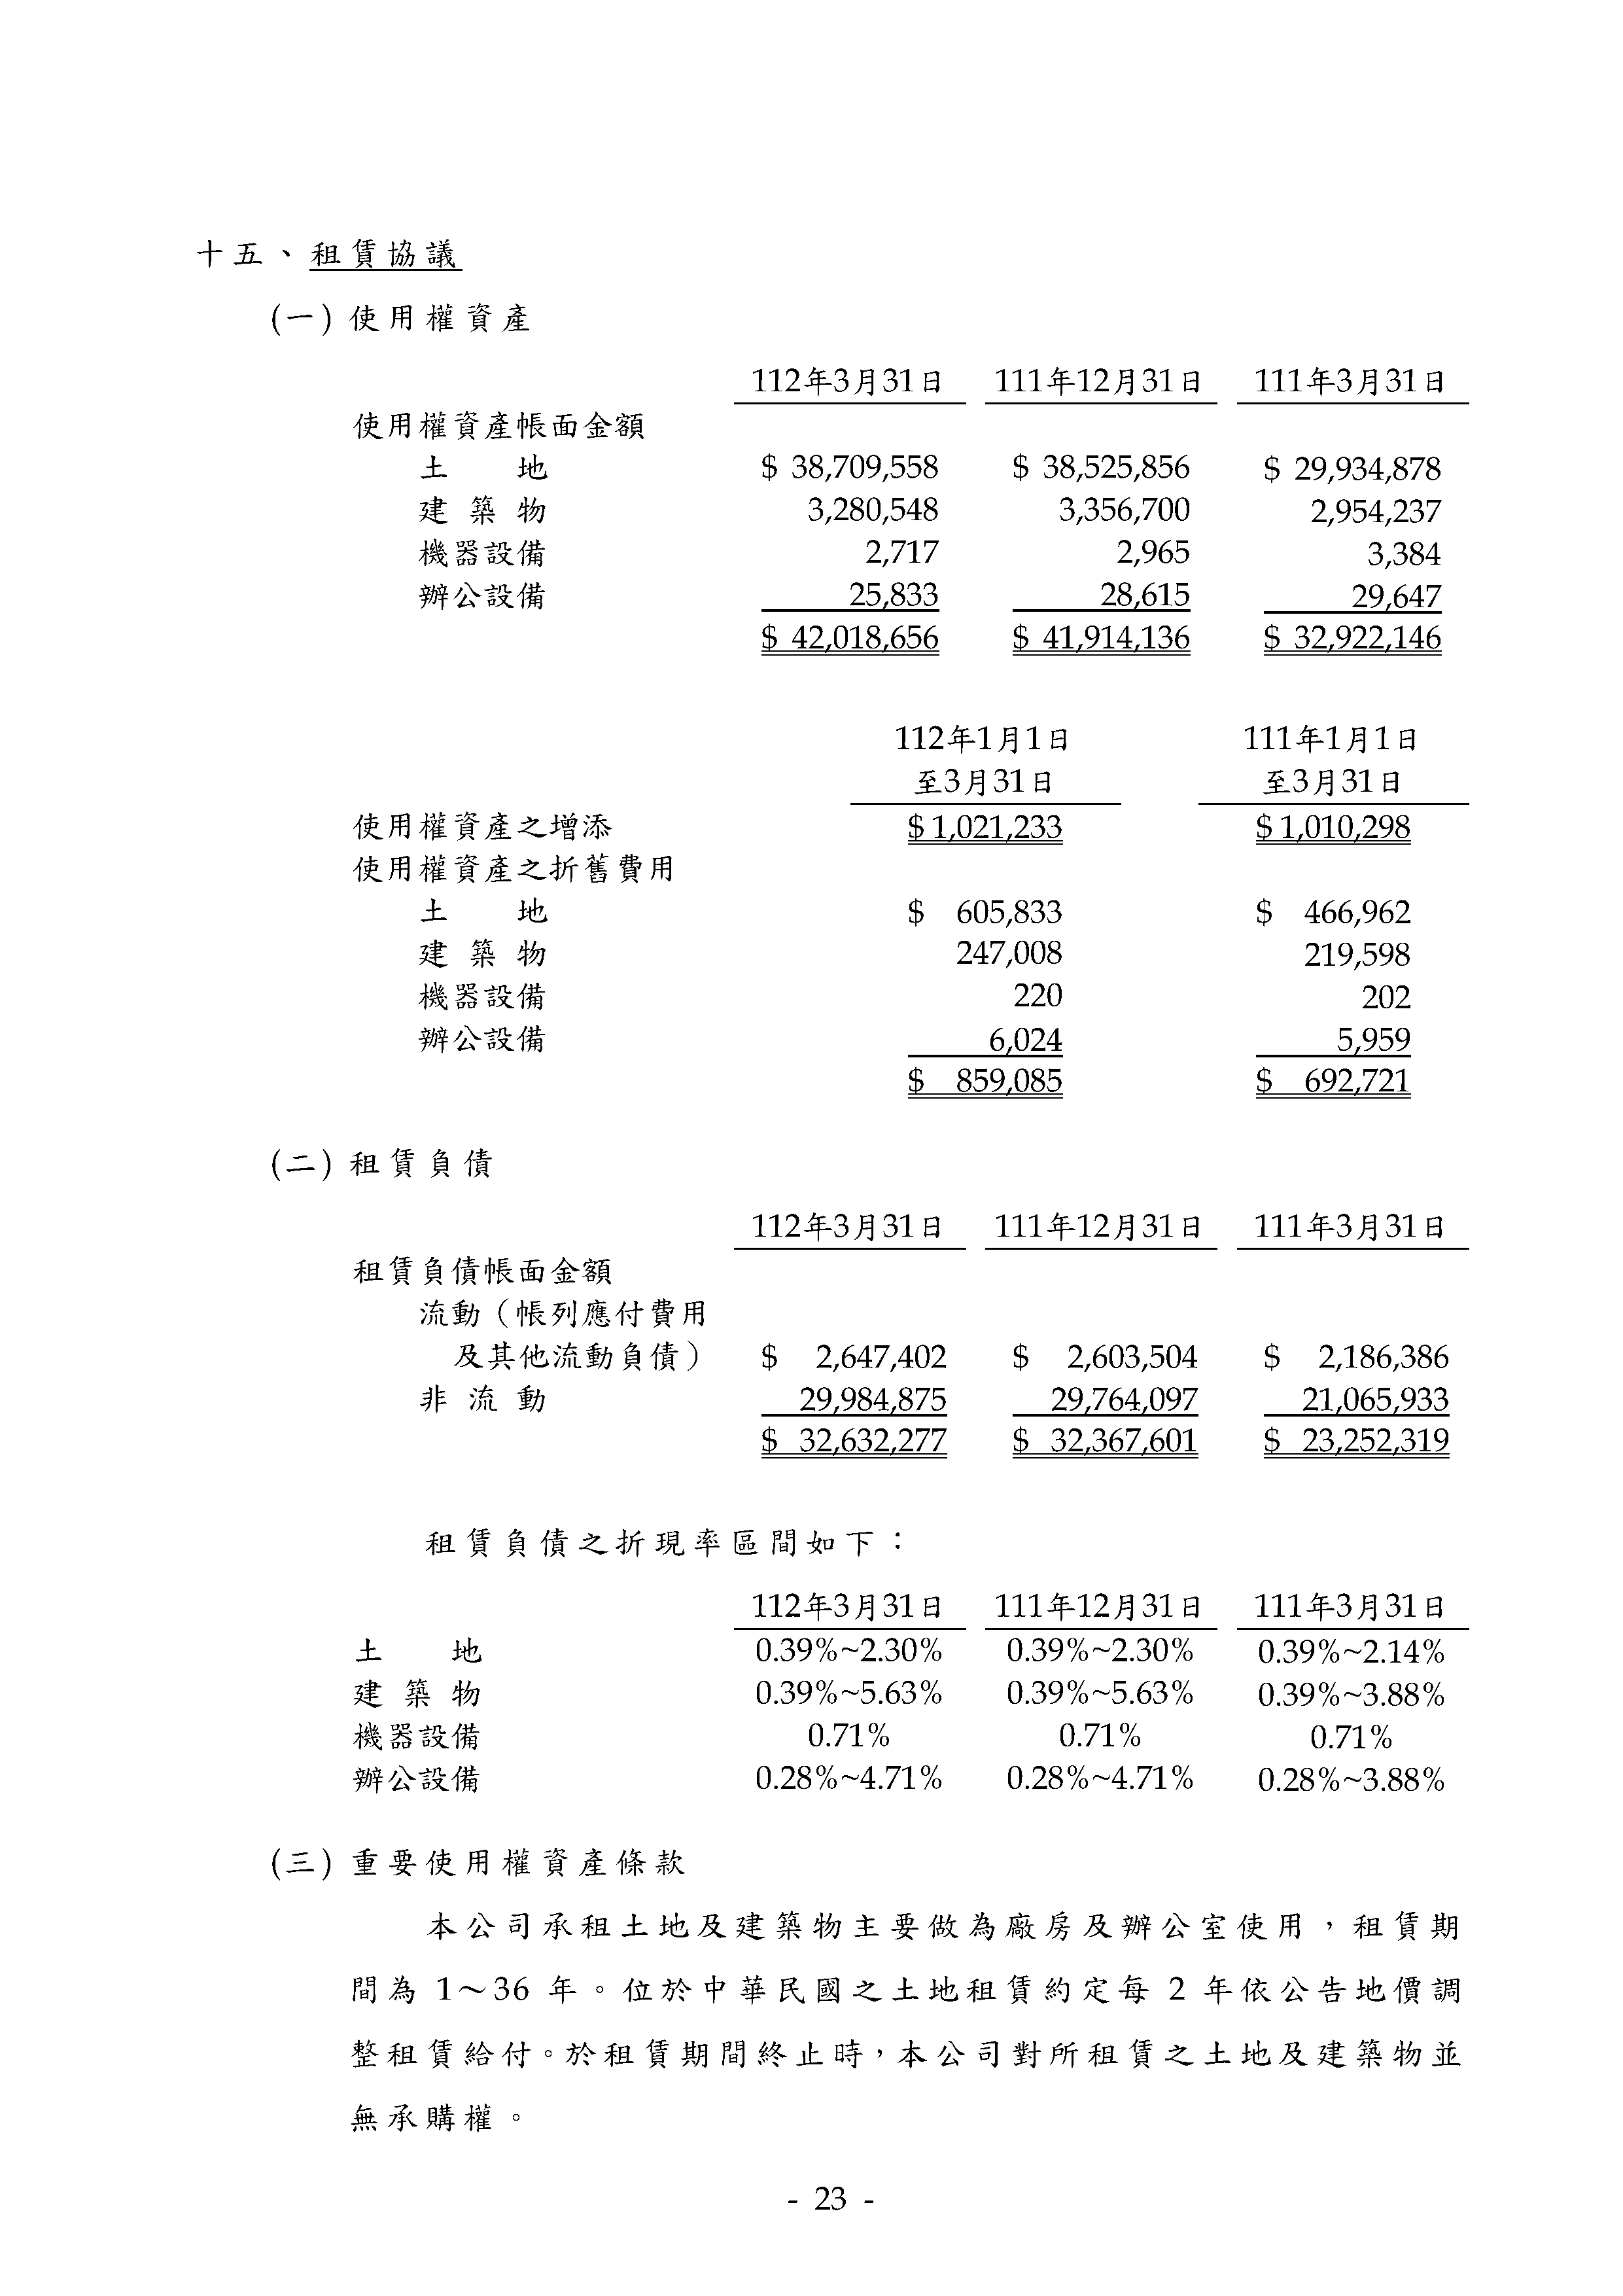 十五、租賃協議
(一) 使用權資產
112年3月31日 111年12月31日 111年3月31日
使用權資產帳面金額
土地 $ 38,709,558 $ 38,525,856 $ 29,934,878
建築物 3,280,548 3,356,700 2,954,237
機器設備 2,717 2,965 3,384
辦公設備 25,833 28,615 29,647
$ 42,018,656 $ 41,914,136 $ 32,922,146
112年1月1日 111年1月1日
至3月31日 至3月31日
使用權資產之增添 $ 1,021,233 $ 1,010,298
使用權資產之折舊費用
土地 $ 605,833 $ 466,962
建築物 247,008 219,598
機器設備 220 202
辦公設備 6,024 5,959
$ 859,085 $ 692,721
(二) 租賃負債
112年3月31日 111年12月31日 111年3月31日
租賃負債帳面金額
流動（帳列應付費用
及其他流動負債） $ 2,647,402 $ 2,603,504 $ 2,186,386
非流動 29,984,875 29,764,097 21,065,933
$ 32,632,277 $ 32,367,601 $ 23,252,319
租賃負債之折現率區間如下：
112年3月31日 111年12月31日 111年3月31日
土地 0.39%~2.30% 0.39%~2.30% 0.39%~2.14%
建築物 0.39%~5.63% 0.39%~5.63% 0.39%~3.88%
機器設備 0.71% 0.71% 0.71%
辦公設備 0.28%~4.71% 0.28%~4.71% 0.28%~3.88%
(三) 重要使用權資產條款
本公司承租土地及建築物主要做為廠房及辦公室使用，租賃期
間為 1～36 年。位於中華民國之土地租賃約定每 2 年依公告地價調
整租賃給付。於租賃期間終止時，本公司對所租賃之土地及建築物並
無承購權。
- 23 -